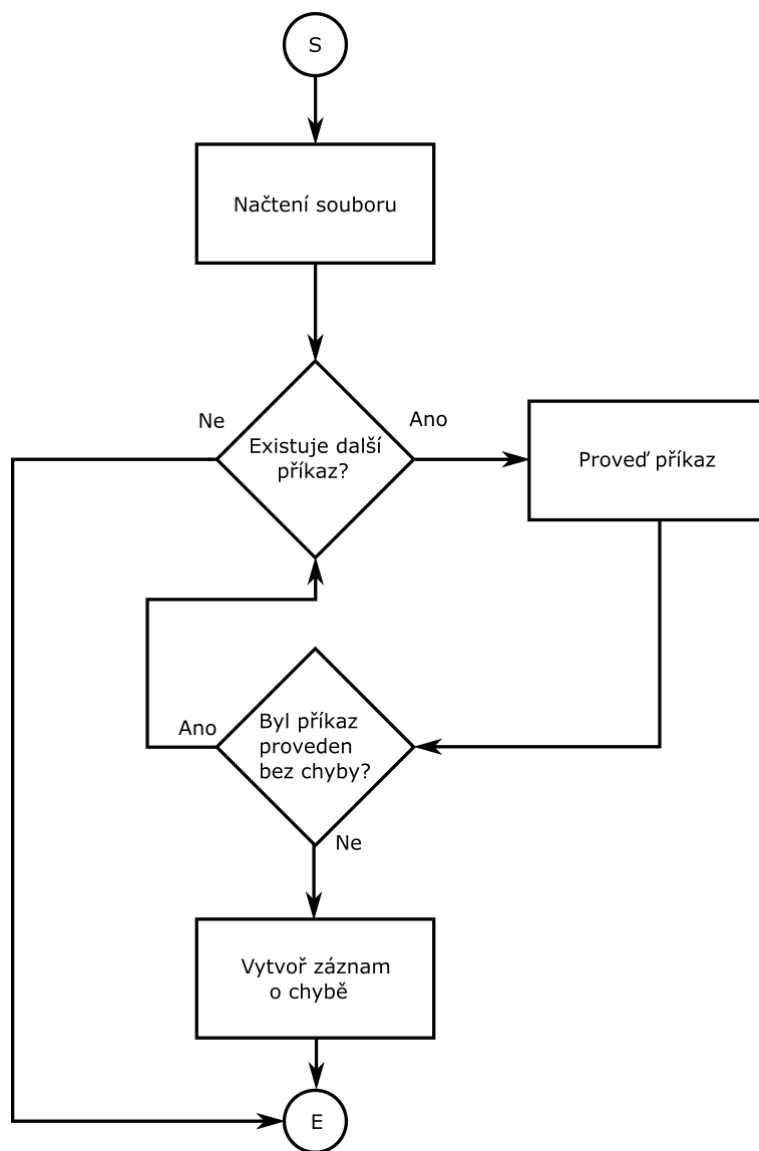 S
Načtení souboru
Ne
Ano
Existuje další
příkaz?
Proveď příkaz
Ano
Byl příkaz
proveden
bez chyby?
Ne
Vytvoř záznam
o chybě
E